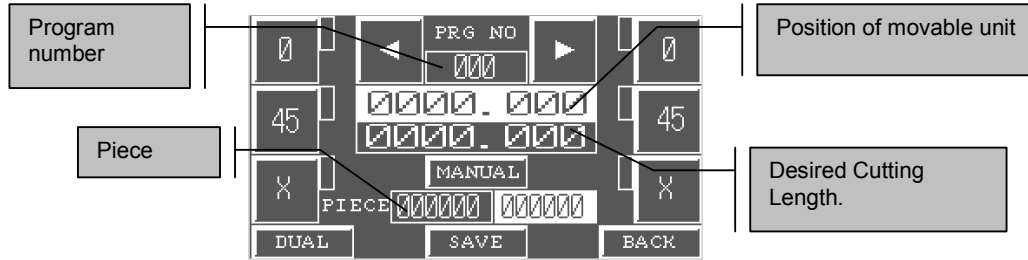 Program
number
Piece
0
45
X
PRG NO
000
0000.000
0000.000
MANUAL
PIECE 000000 000000
DUAL
SAVE
BACK
0
45
X
Position of movable unit
Desired Cutting
Length.